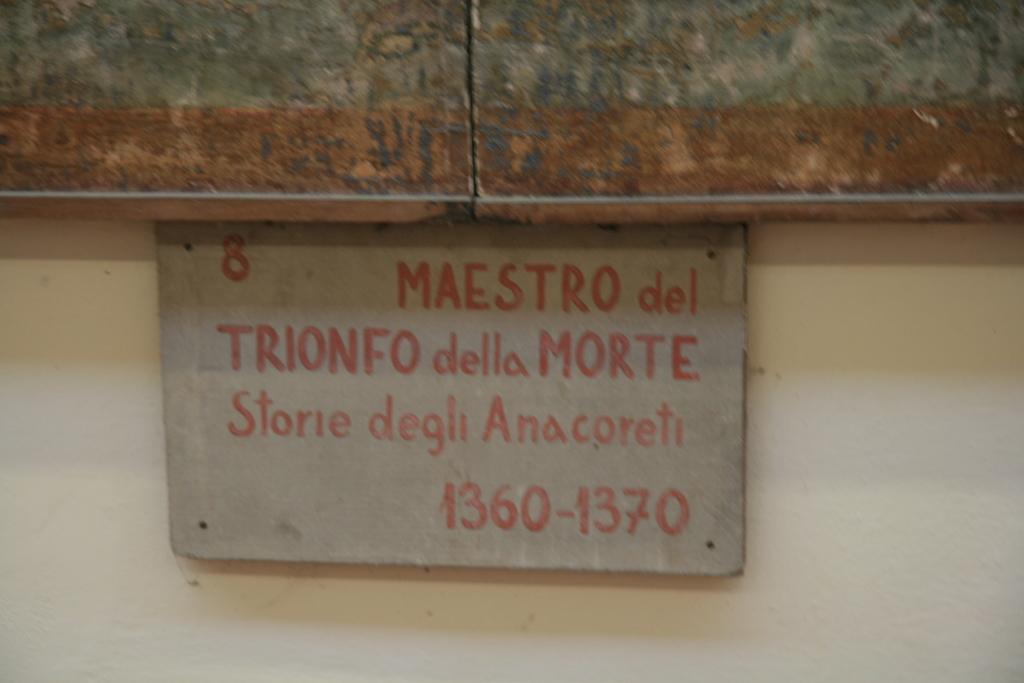 8
MAESTRO del
TRIONFO della MORTE
Storie degli Anacoreti
1360-1370